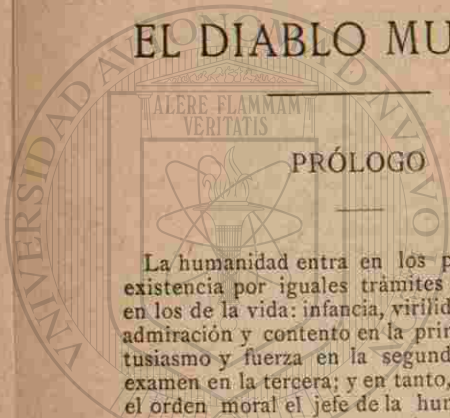 EL DIABLO MU
PRÓLOGO
La humanidad entra en los p
existencia por iguales trámites
en los de la vida: infancia, virilid
admiración y contento en la prin
tusiasmo y fuerza en la segund
examen en la tercera; y en tanto,
el orden moral el jefe de la hum
ALERE FLAMMAM
VERITATIS